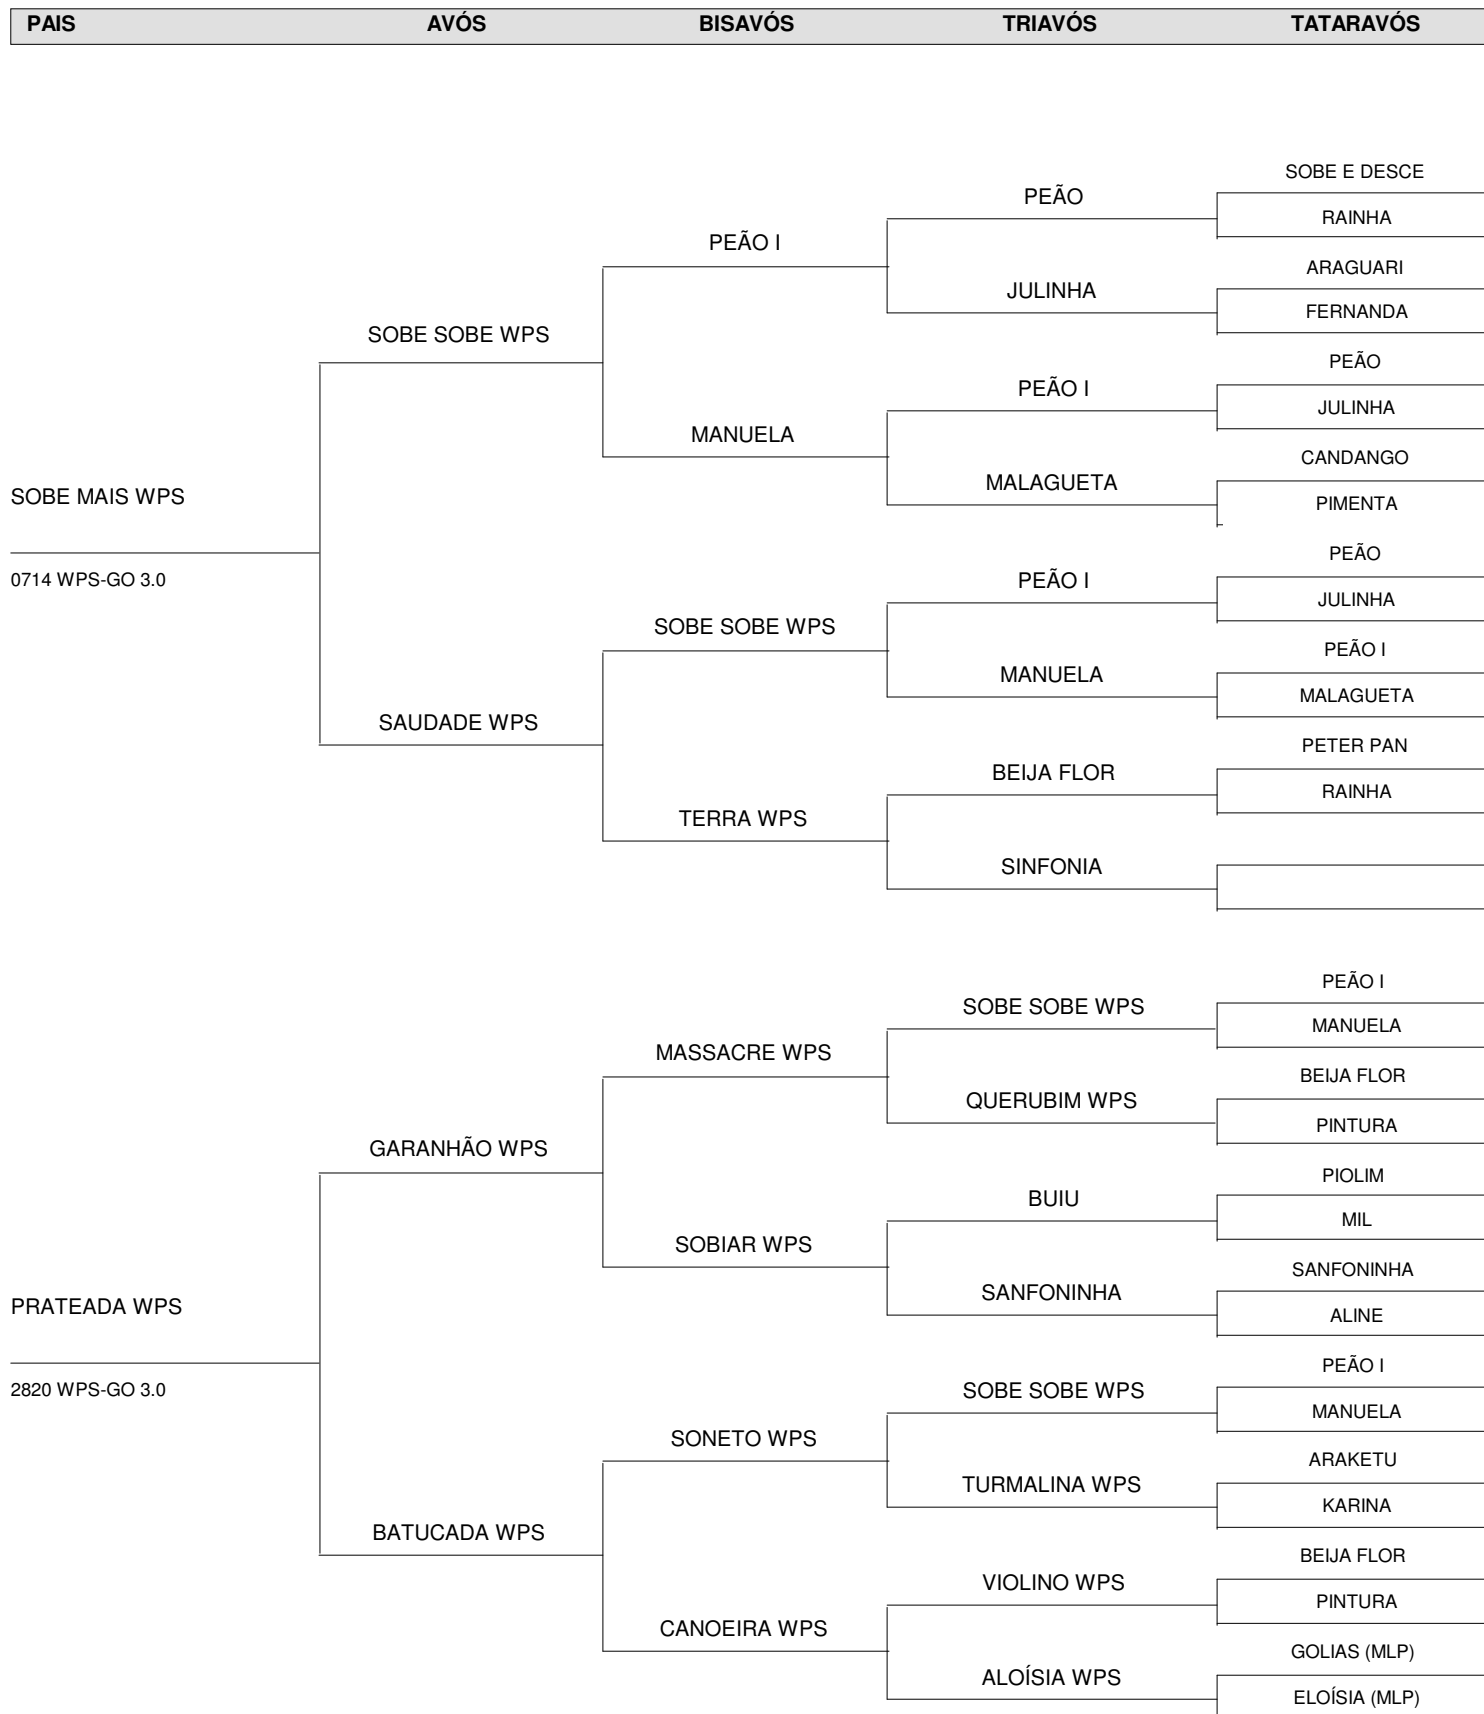 PAIS AVÓS BISAVÓS TRIAVÓS TATARAVÓS
SOBE E DESCE
PEÃO
RAINHA
PEÃO I
ARAGUARI
JULINHA
FERNANDA
SOBE SOBE WPS
PEÃO
PEÃO I
JULINHA
MANUELA
CANDANGO
MALAGUETA
SOBE MAIS WPS
PIMENTA
PEÃO
0714 WPS-GO 3.0
PEÃO I
JULINHA
SOBE SOBE WPS
PEÃO I
MANUELA
MALAGUETA
SAUDADE WPS
PETER PAN
BEIJA FLOR
RAINHA
TERRA WPS
SINFONIA
PEÃO I
SOBE SOBE WPS
MANUELA
MASSACRE WPS
BEIJA FLOR
QUERUBIM WPS
PINTURA
GARANHÃO WPS
PIOLIM
BUIU
MIL
SOBIAR WPS
SANFONINHA
SANFONINHA
PRATEADA WPS
ALINE
PEÃO I
2820 WPS-GO 3.0
SOBE SOBE WPS
MANUELA
SONETO WPS
ARAKETU
TURMALINA WPS
KARINA
BATUCADA WPS
BEIJA FLOR
VIOLINO WPS
PINTURA
CANOEIRA WPS
GOLIAS (MLP)
ALOÍSIA WPS
ELOÍSIA (MLP)